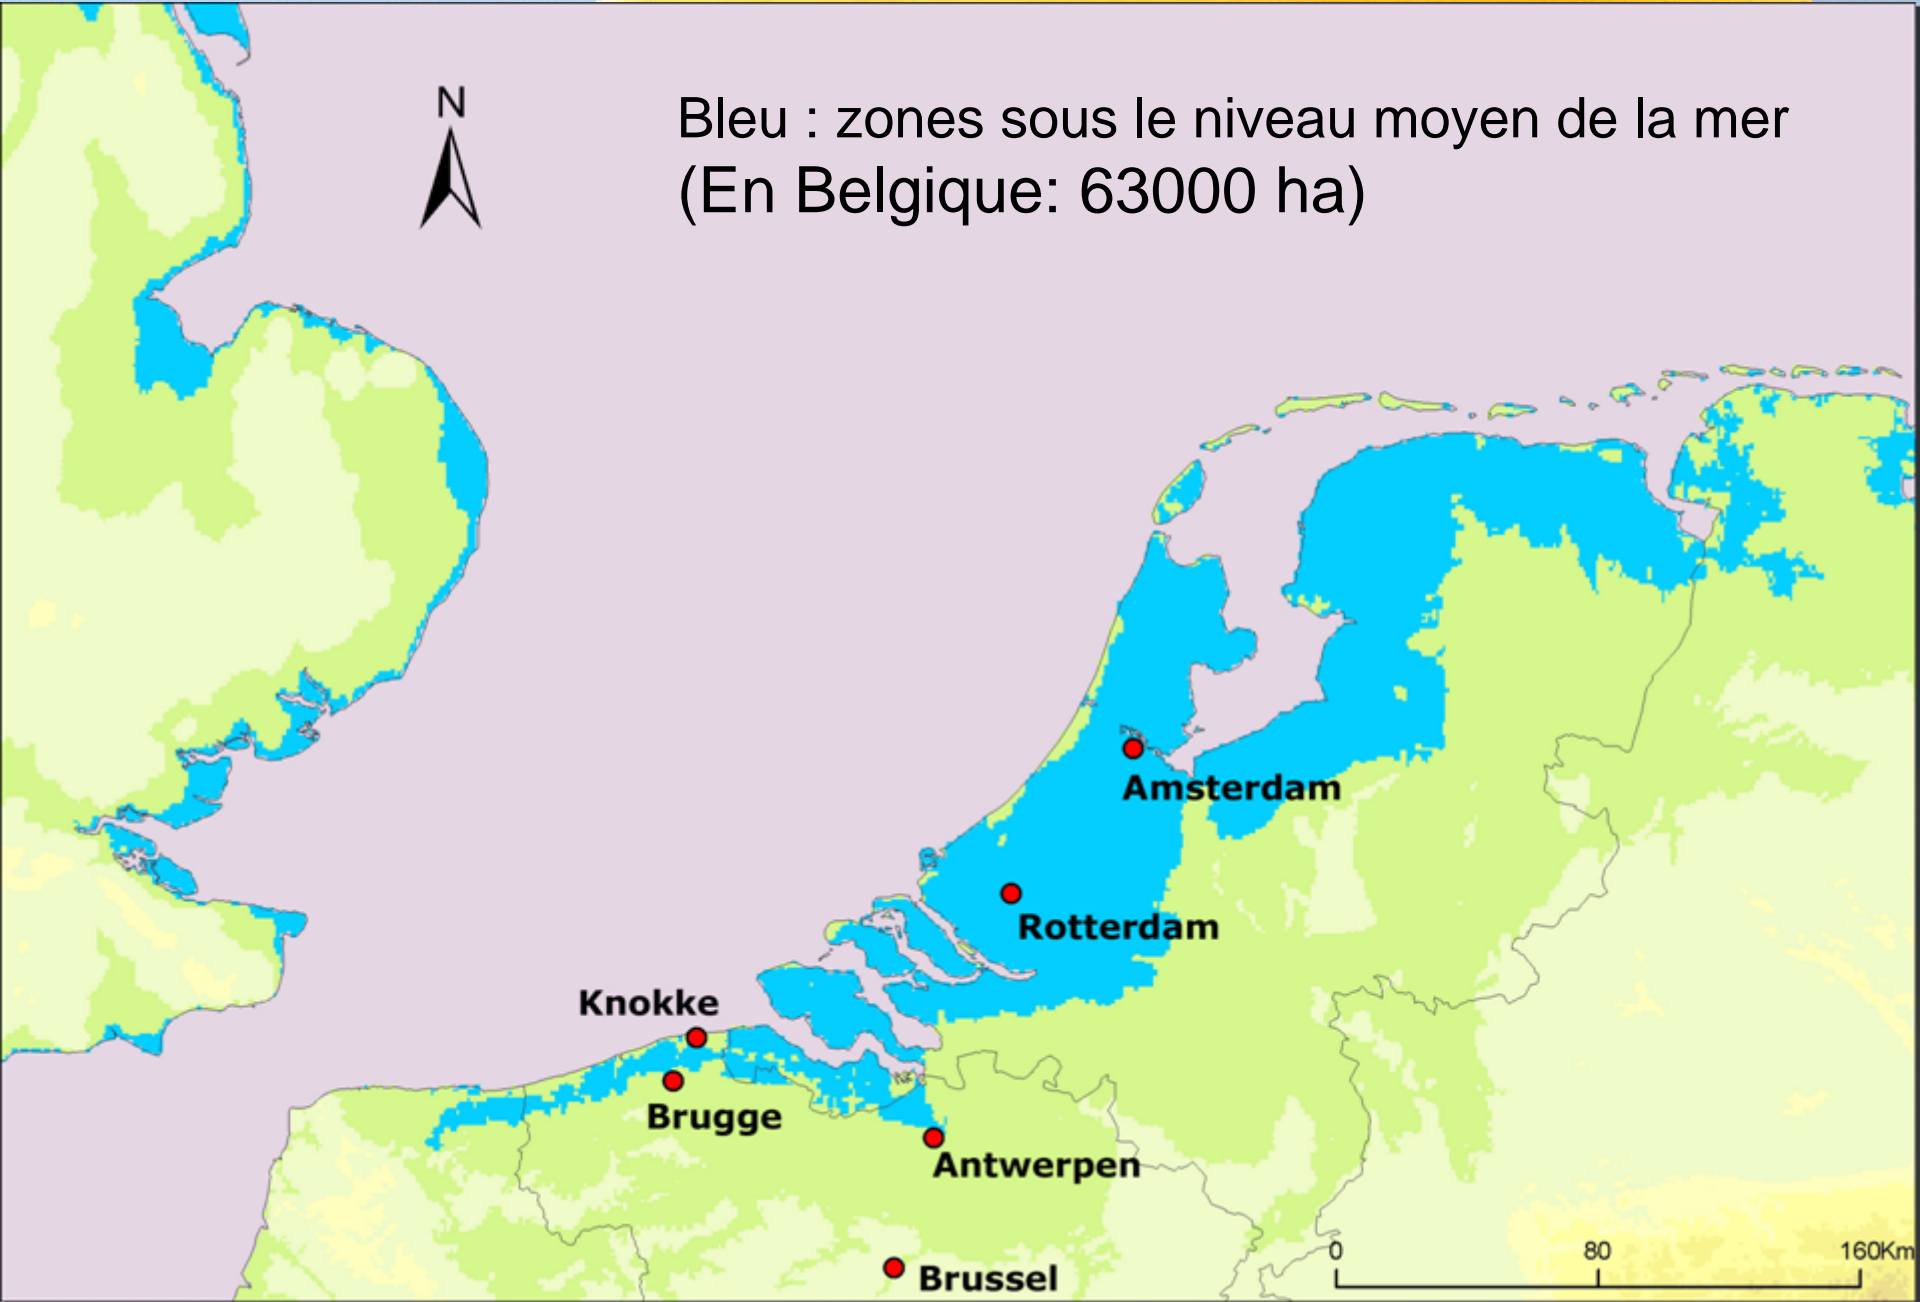 N
Bleu : zones sous le niveau moyen de la mer
(En Belgique: 63000 ha)
Amsterdam
Rotterdam
Knokke
Brugge
Antwerpen
Brussel
0 80 160Km